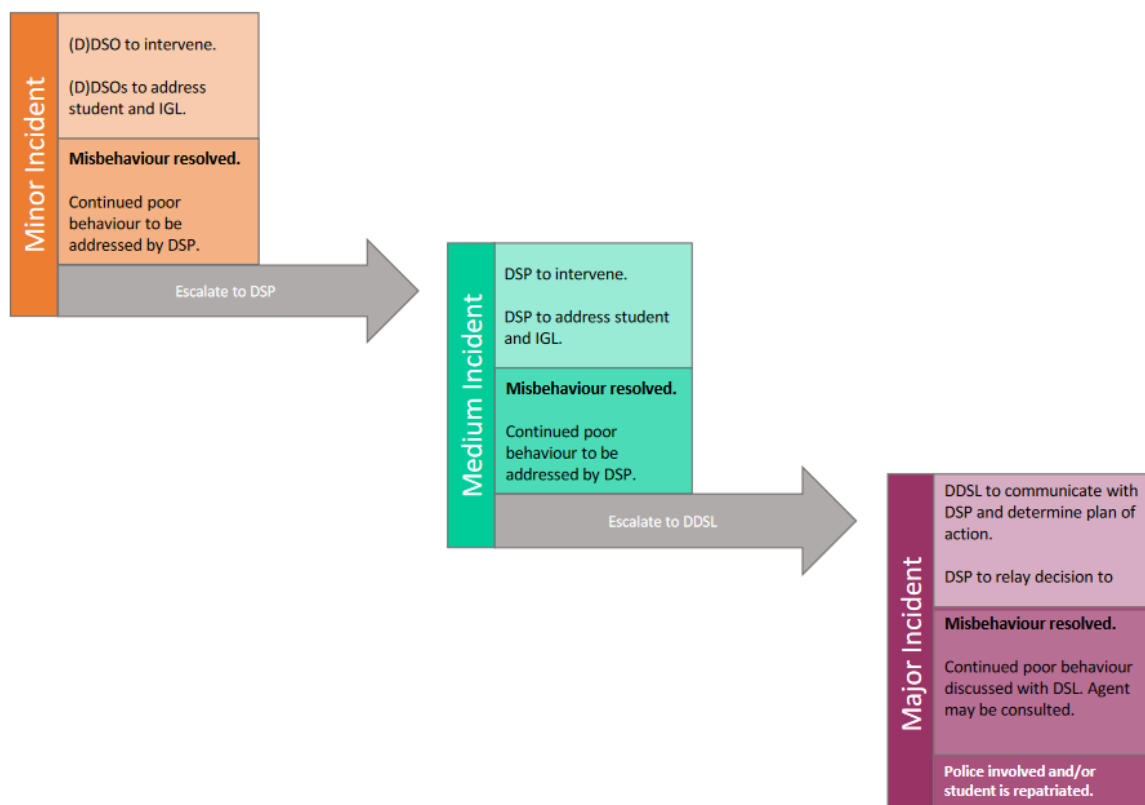 Minor Incident
(D)DSO to intervene.
(D)DSOs to address
student and IGL.
Misbehaviour resolved.
Continued poor
behaviour to be
addressed by DSP.
Escalate to DSP
Medium Incident
DSP to intervene.
DSP to address student
and IGL.
Misbehaviour resolved.
Continued poor
behaviour to be
addressed by DSP.
Escalate to DDSL
Major Incident
DDSL to communicate with
DSP and determine plan of
action.
DSP to relay decision to
Misbehaviour resolved.
Continued poor behaviour
discussed with DSL. Agent
may be consulted.
Police involved and/or
student is repatriated.